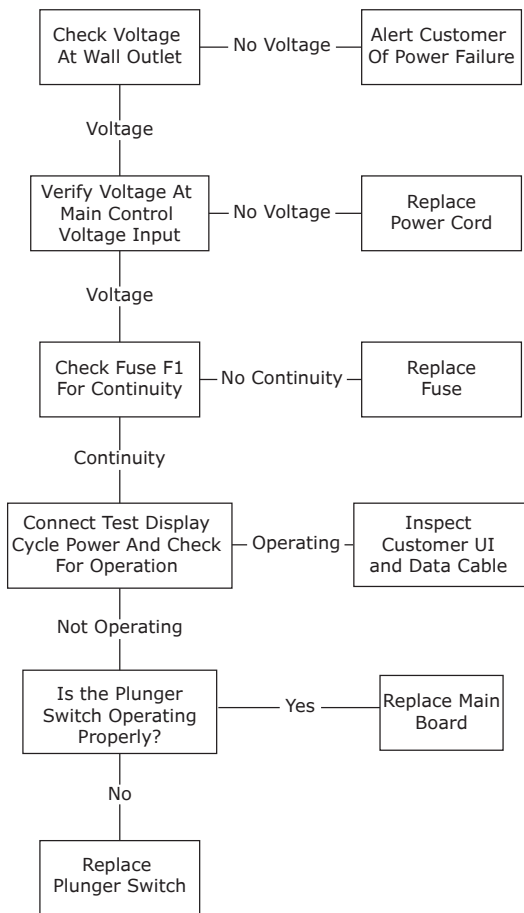 Check Voltage
At Wall Outlet
No Voltage
Alert Customer
Of Power Failure
Voltage
Verify Voltage At
Main Control
Voltage Input
No Voltage
Replace
Power Cord
Voltage
Check Fuse F1
For Continuity
No Continuity
Replace
Fuse
Continuity
Connect Test Display
Cycle Power And Check
For Operation
Operating
Inspect
Customer UI
and Data Cable
Not Operating
Is the Plunger
Switch Operating
Properly?
Yes
Replace Main
Board
No
Replace
Plunger Switch